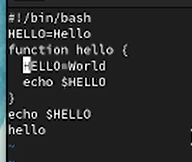 #!/bin/bash
HELLO=Hello
function hello {
  HELLO=World
  echo $HELLO
}
echo $HELLO
hello
~
~